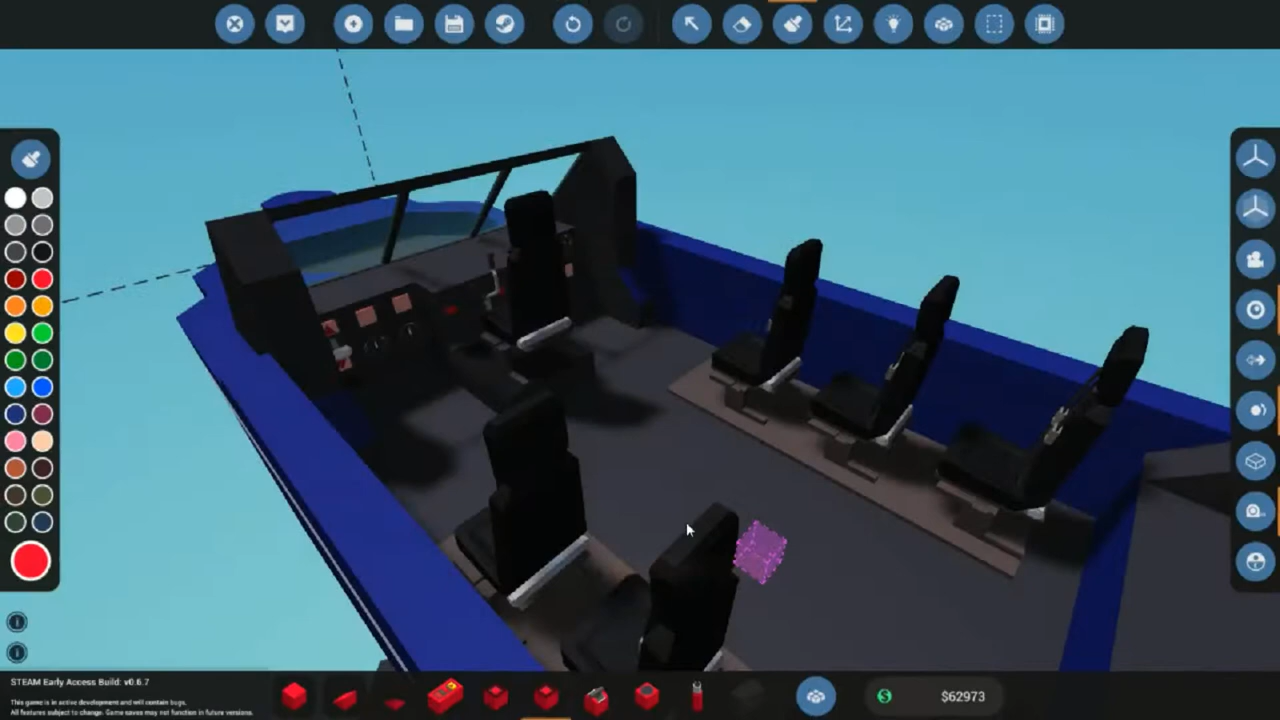 STEAM Early Access Build: v0.6.7
This game is in active development and will contain bugs.
All features subject to change. Game saves may not function in future versions.
$62973